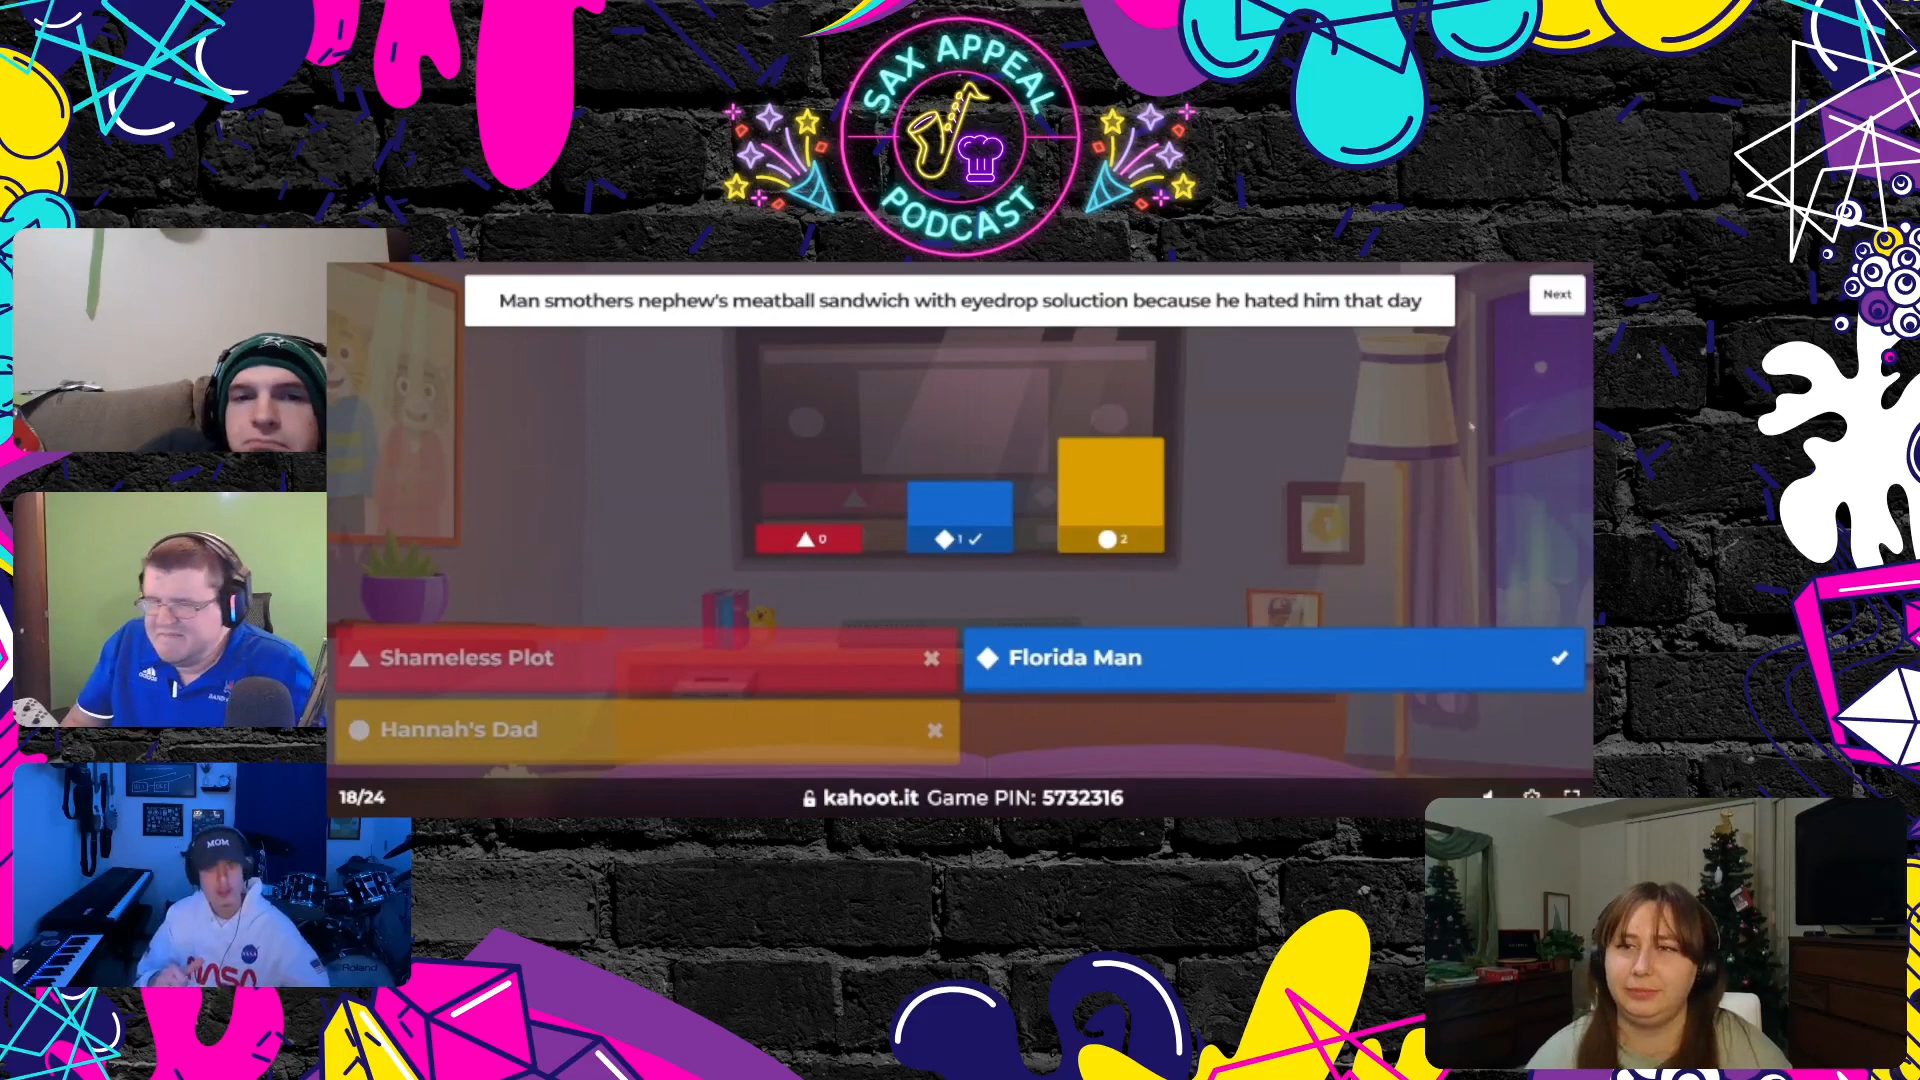 SAX APPEAL
PODCAST
Man smothers nephew's meatball sandwich with eyedrop soluction because he hated him that day
Next
0
1
2
Shameless Plot
Florida Man
Hannah's Dad
18/24
kahoot.it Game PIN: 5732316
MOM
NASA
Roland